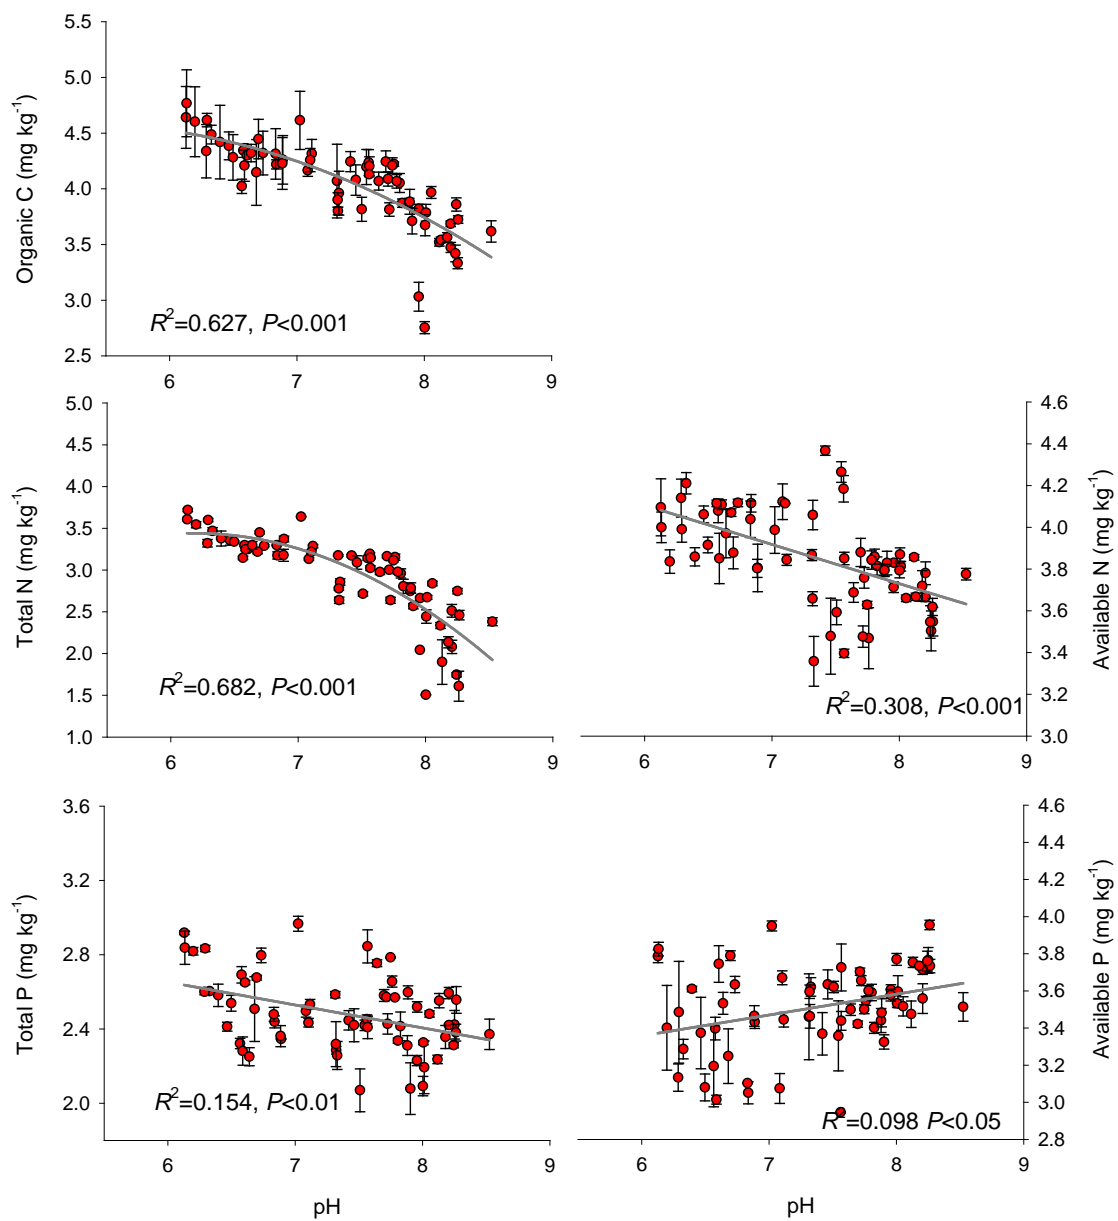 5.5
5.0
4.5
4.0
3.5
3.0
2.5
Organic C (mg kg⁻¹)
R²=0.627, P<0.001
6 7 8 9
5.0
4.5
4.0
3.5
3.0
2.5
2.0
1.5
1.0
Total N (mg kg⁻¹)
R²=0.682, P<0.001
6 7 8 9
4.6
4.4
4.2
4.0
3.8
3.6
3.4
3.2
3.0
Available N (mg kg⁻¹)
R²=0.308, P<0.001
6 7 8 9
3.6
3.2
2.8
2.4
2.0
Total P (mg kg⁻¹)
R²=0.154, P<0.01
6 7 8 9
pH
4.6
4.4
4.2
4.0
3.8
3.6
3.4
3.2
3.0
2.8
Available P (mg kg⁻¹)
R²=0.098 P<0.05
6 7 8 9
pH